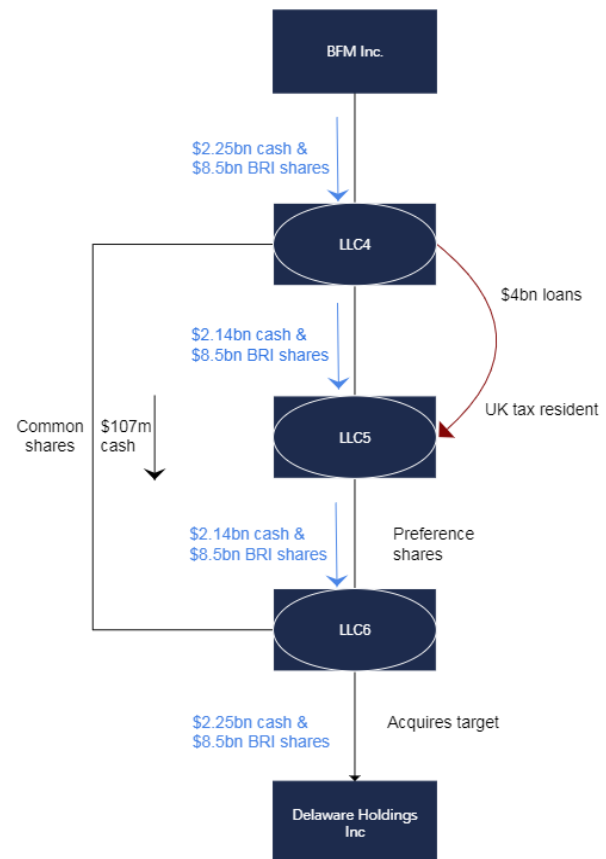 BFM Inc.
$2.25bn cash &
$8.5bn BRI shares
LLC4
$4bn loans
$2.14bn cash &
$8.5bn BRI shares
UK tax resident
Common
shares
$107m
cash
LLC5
$2.14bn cash &
$8.5bn BRI shares
Preference
shares
LLC6
$2.25bn cash &
$8.5bn BRI shares
Acquires target
Delaware Holdings
Inc